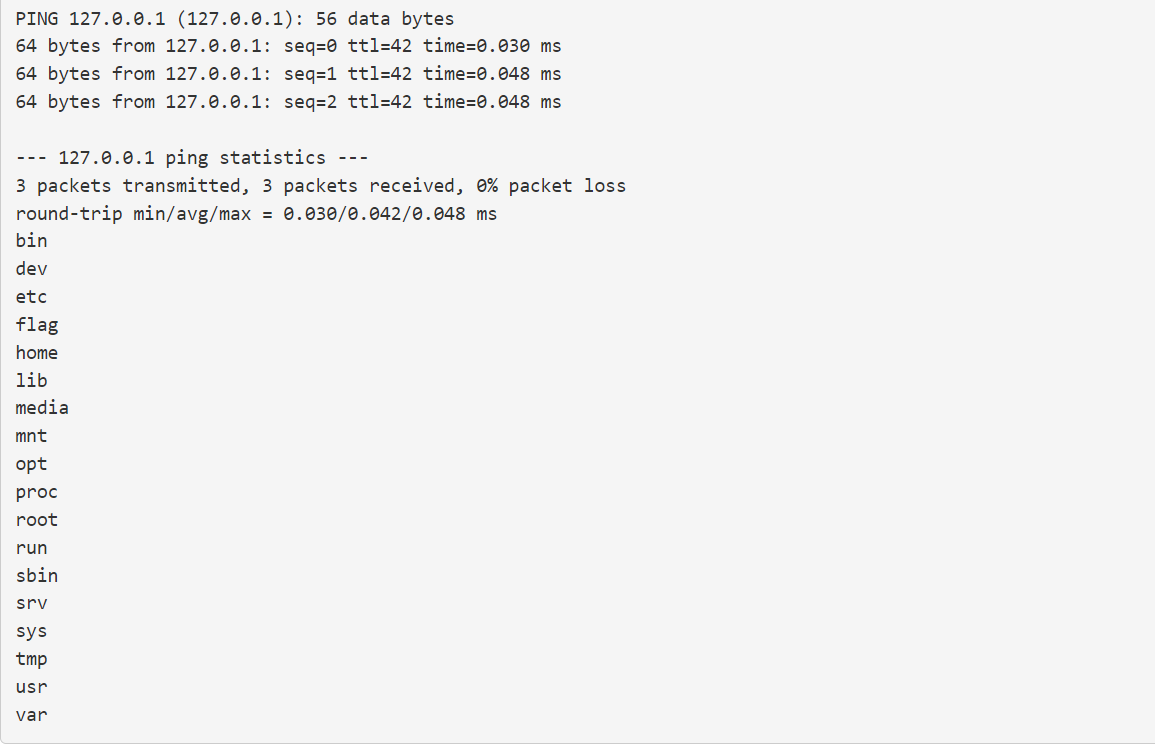 PING 127.0.0.1 (127.0.0.1): 56 data bytes
64 bytes from 127.0.0.1: seq=0 ttl=42 time=0.030 ms
64 bytes from 127.0.0.1: seq=1 ttl=42 time=0.048 ms
64 bytes from 127.0.0.1: seq=2 ttl=42 time=0.048 ms

--- 127.0.0.1 ping statistics ---
3 packets transmitted, 3 packets received, 0% packet loss
round-trip min/avg/max = 0.030/0.042/0.048 ms
bin
dev
etc
flag
home
lib
media
mnt
opt
proc
root
run
sbin
srv
sys
tmp
usr
var